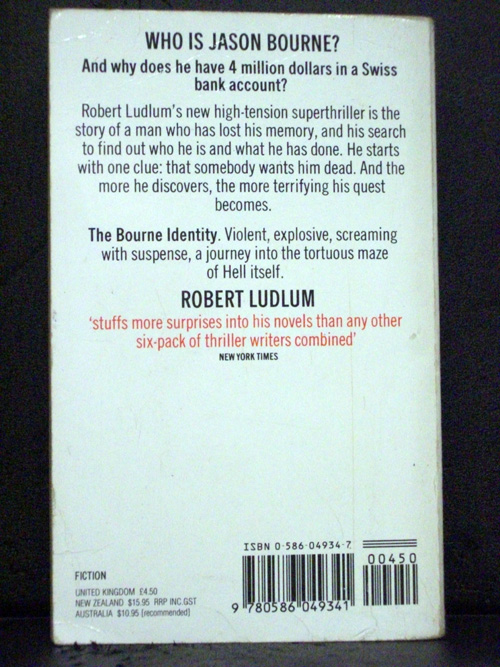 WHO IS JASON BOURNE?
And why does he have 4 million dollars in a Swiss
bank account?
Robert Ludlum's new high-tension superthriller is the
story of a man who has lost his memory, and his search
to find out who he is and what he has done. He starts
with one clue: that somebody wants him dead. And the
more he discovers, the more terrifying his quest
becomes.
The Bourne Identity. Violent, explosive, screaming
with suspense, a journey into the tortuous maze
of Hell itself.
ROBERT LUDLUM
'stuffs more surprises into his novels than any other
six-pack of thriller writers combined'
NEW YORK TIMES
ISBN 0-586-04934-7
00450
FICTION
UNITED KINGDOM £4.50
NEW ZEALAND $15.95 RRP INC.GST
AUSTRALIA $10.95 [recommended]
9 780586 049341